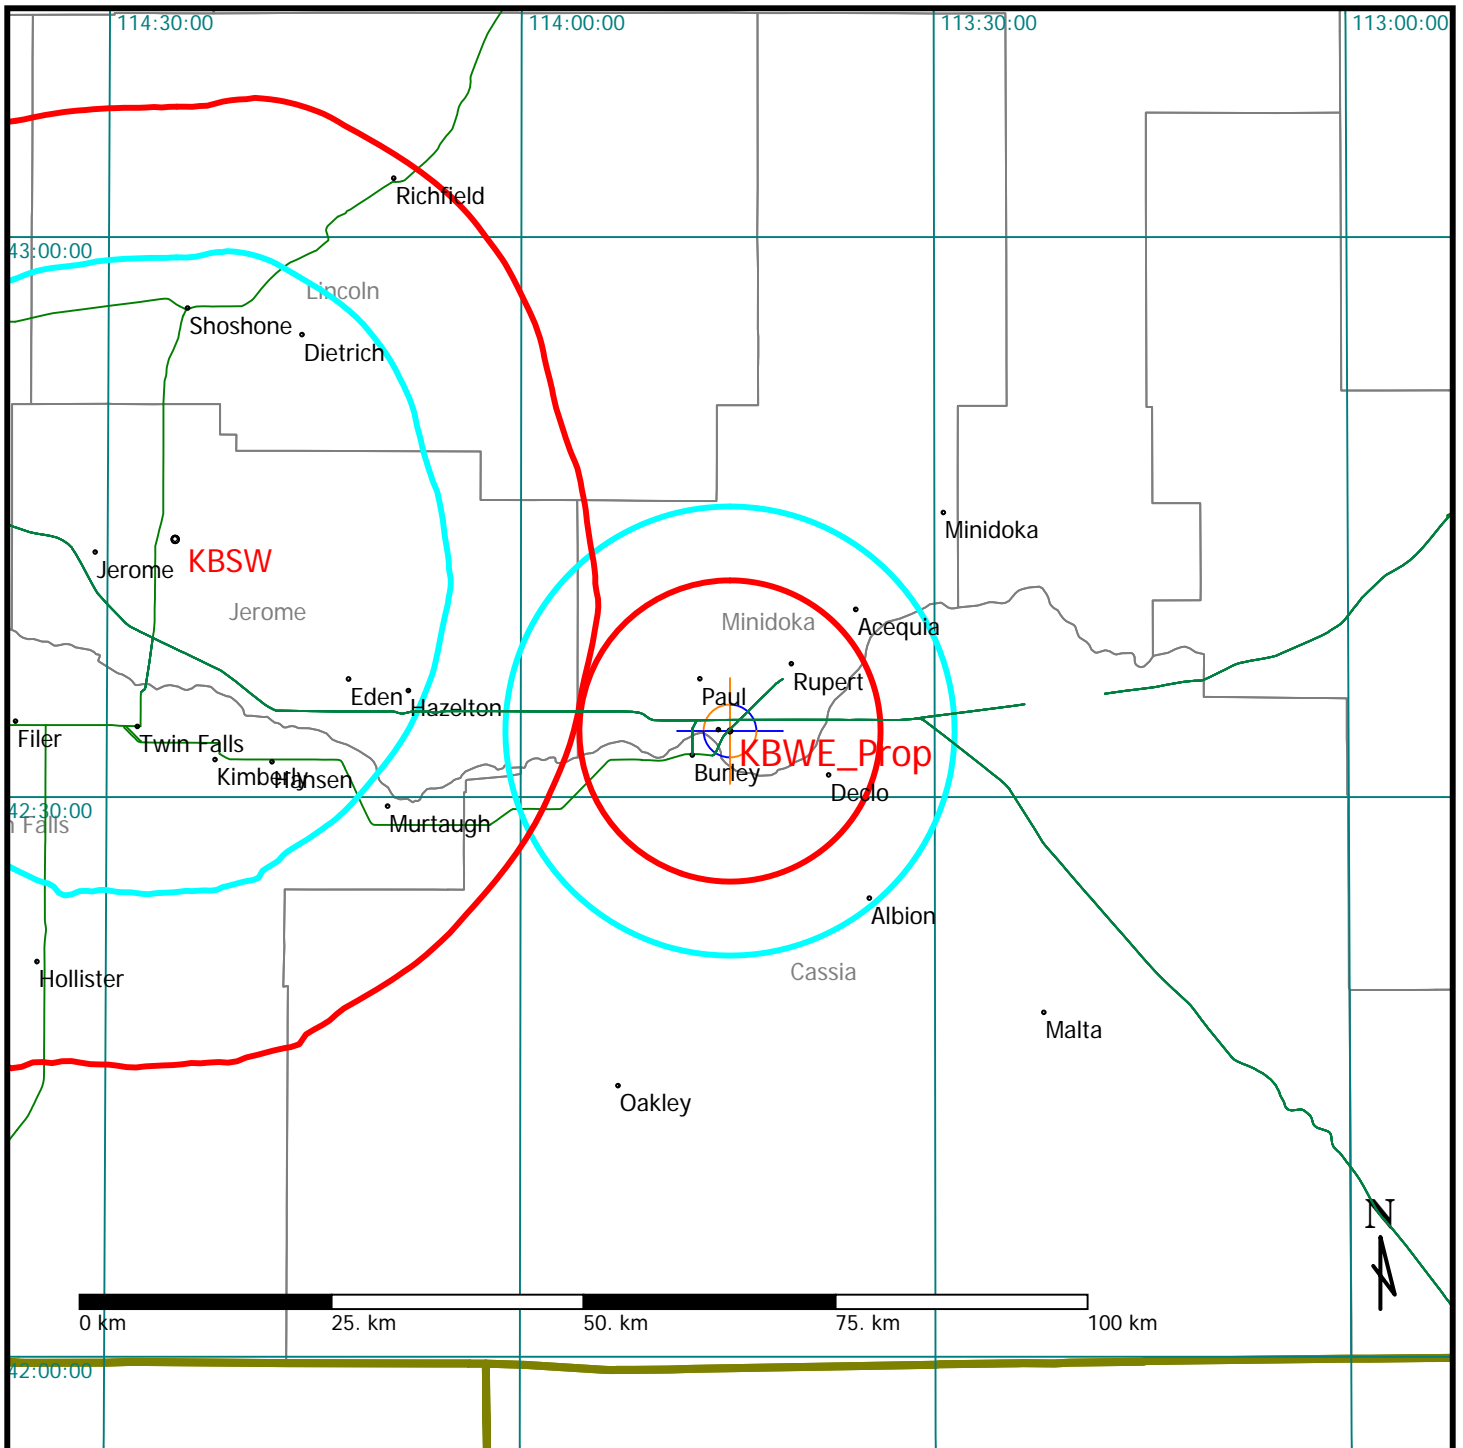 114:30:00
114:00:00
113:30:00
113:00:00
Richfield
43:00:00
Lincoln
Shoshone
Dietrich
Minidoka
KBSW
Jerome
Jerome
Minidoka
Acequia
Rupert
Paul
Eden
Hazelton
Filer
Twin Falls
KBWE_Prop
Kimberly
Hansen
Burley
Declo
42:30:00
n Falls
Murtaugh
Albion
Cassia
Hollister
Malta
Oakley
N
0 km
25. km
50. km
75. km
100 km
42:00:00